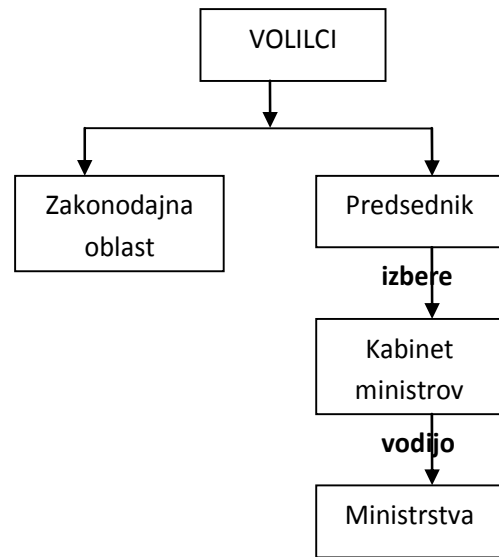 VOLILCI
Zakonodajna
oblast
Predsednik
izbere
Kabinet
ministrov
vodijo
Ministrstva